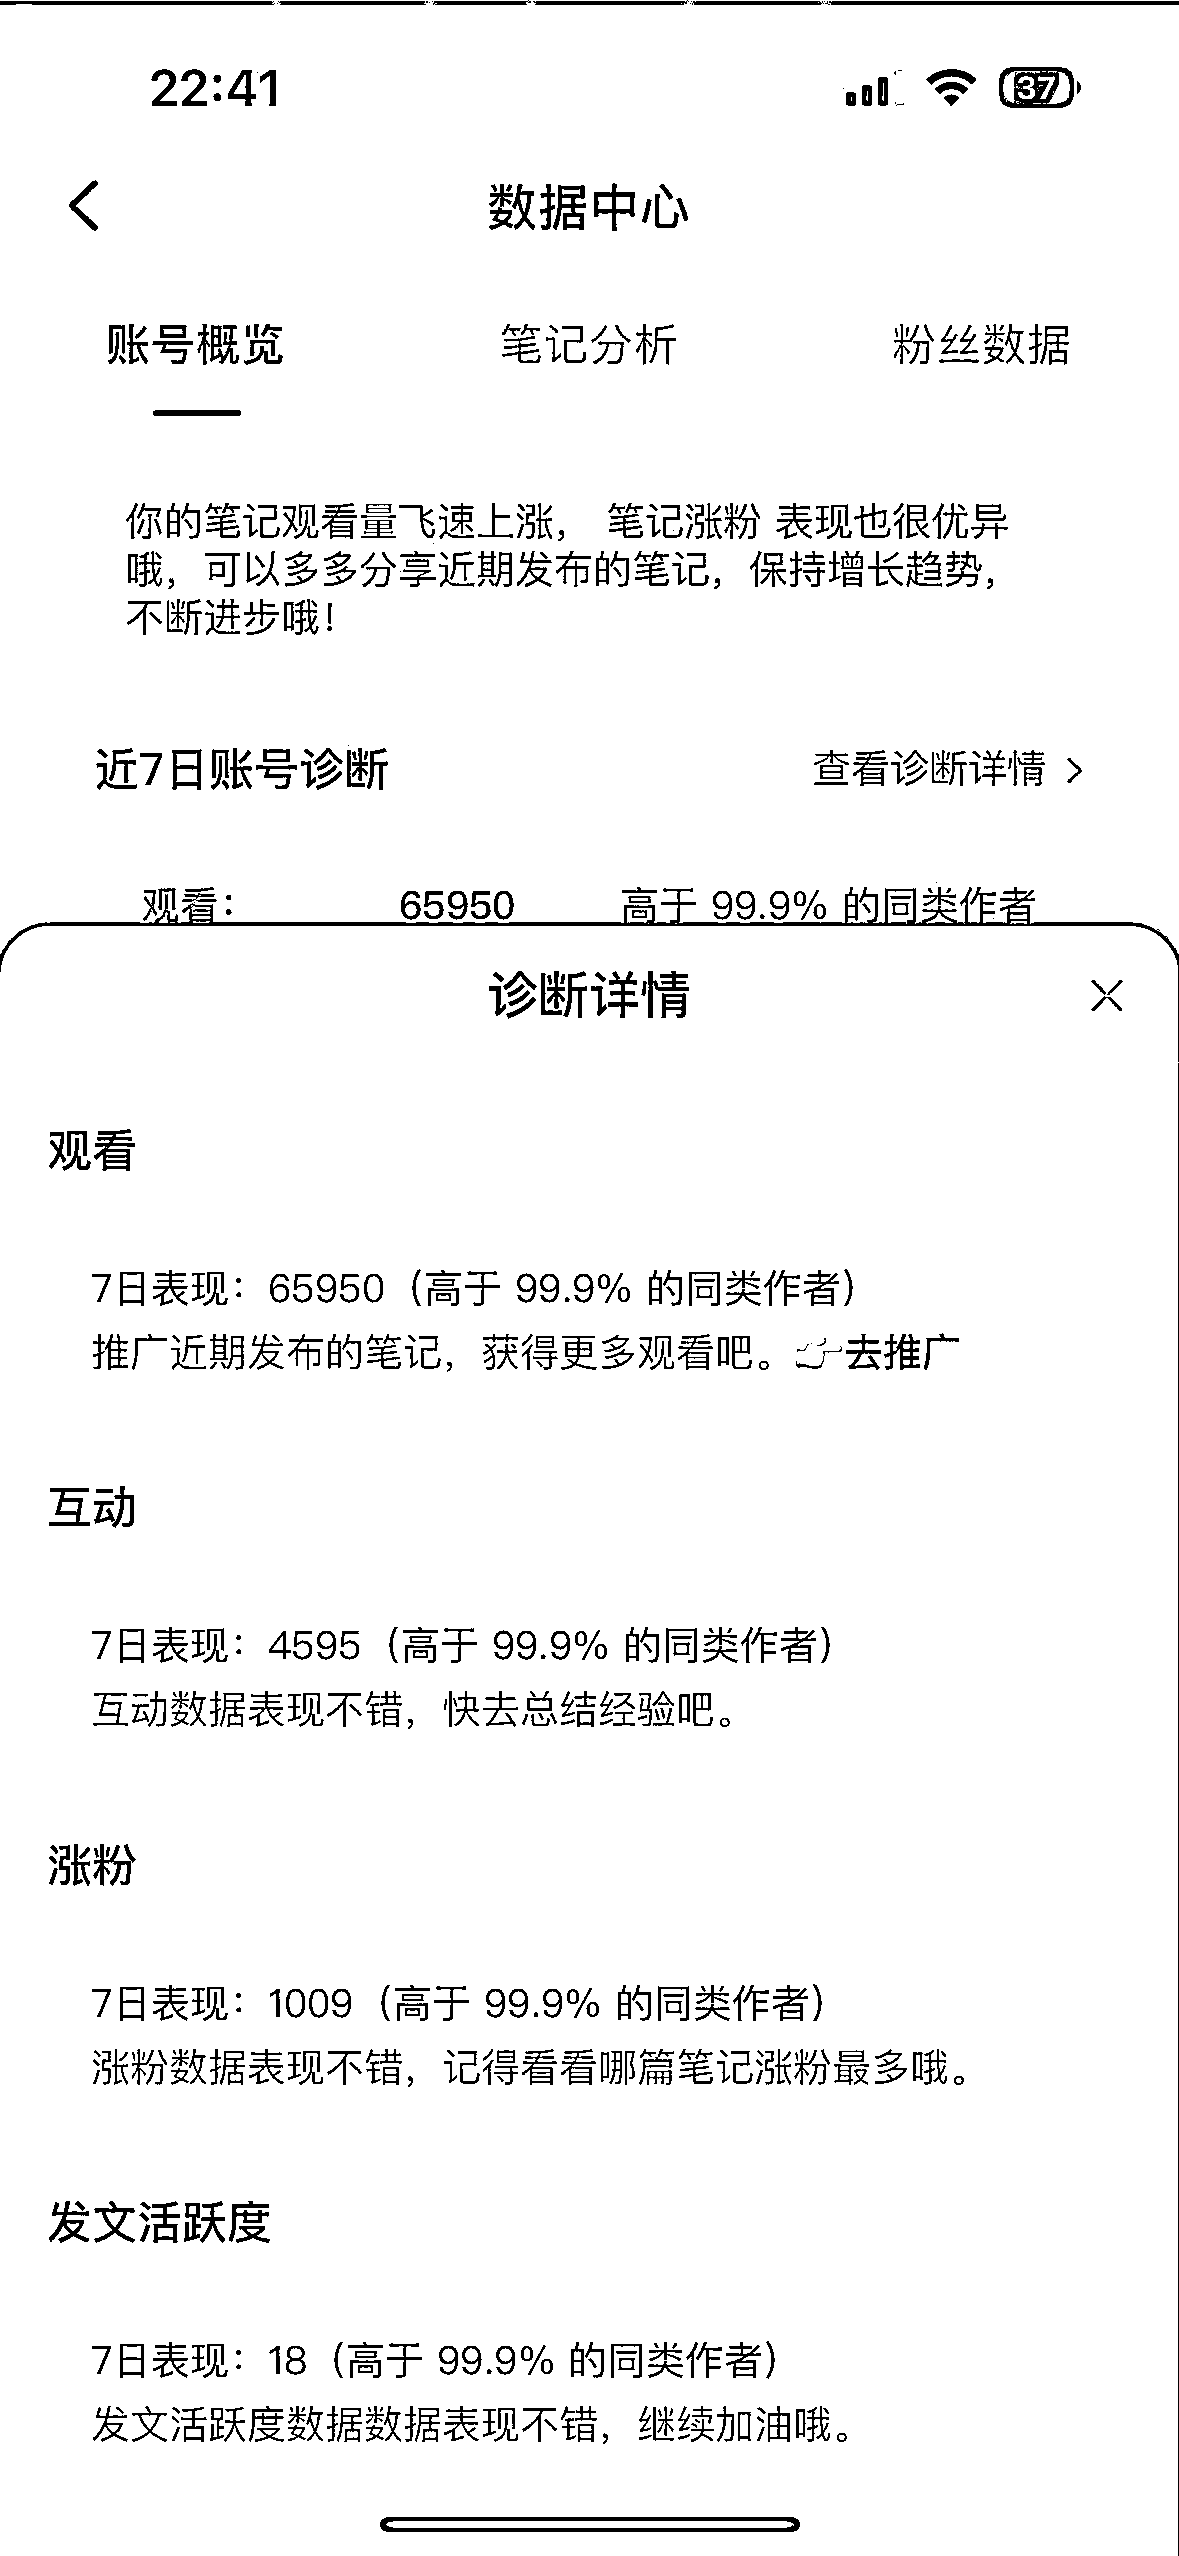 22:41
37
数据中心
账号概览 笔记分析 粉丝数据
你的笔记观看量飞速上涨， 笔记涨粉 表现也很优异
哦，可以多多分享近期发布的笔记，保持增长趋势，
不断进步哦！
近7日账号诊断 查看诊断详情
观看： 65950 高于 99.9% 的同类作者
诊断详情
观看
7日表现：65950（高于 99.9% 的同类作者）
推广近期发布的笔记，获得更多观看吧。👉去推广
互动
7日表现：4595（高于 99.9% 的同类作者）
互动数据表现不错，快去总结经验吧。
涨粉
7日表现：1009（高于 99.9% 的同类作者）
涨粉数据表现不错，记得看看哪篇笔记涨粉最多哦。
发文活跃度
7日表现：18（高于 99.9% 的同类作者）
发文活跃度数据数据表现不错，继续加油哦。